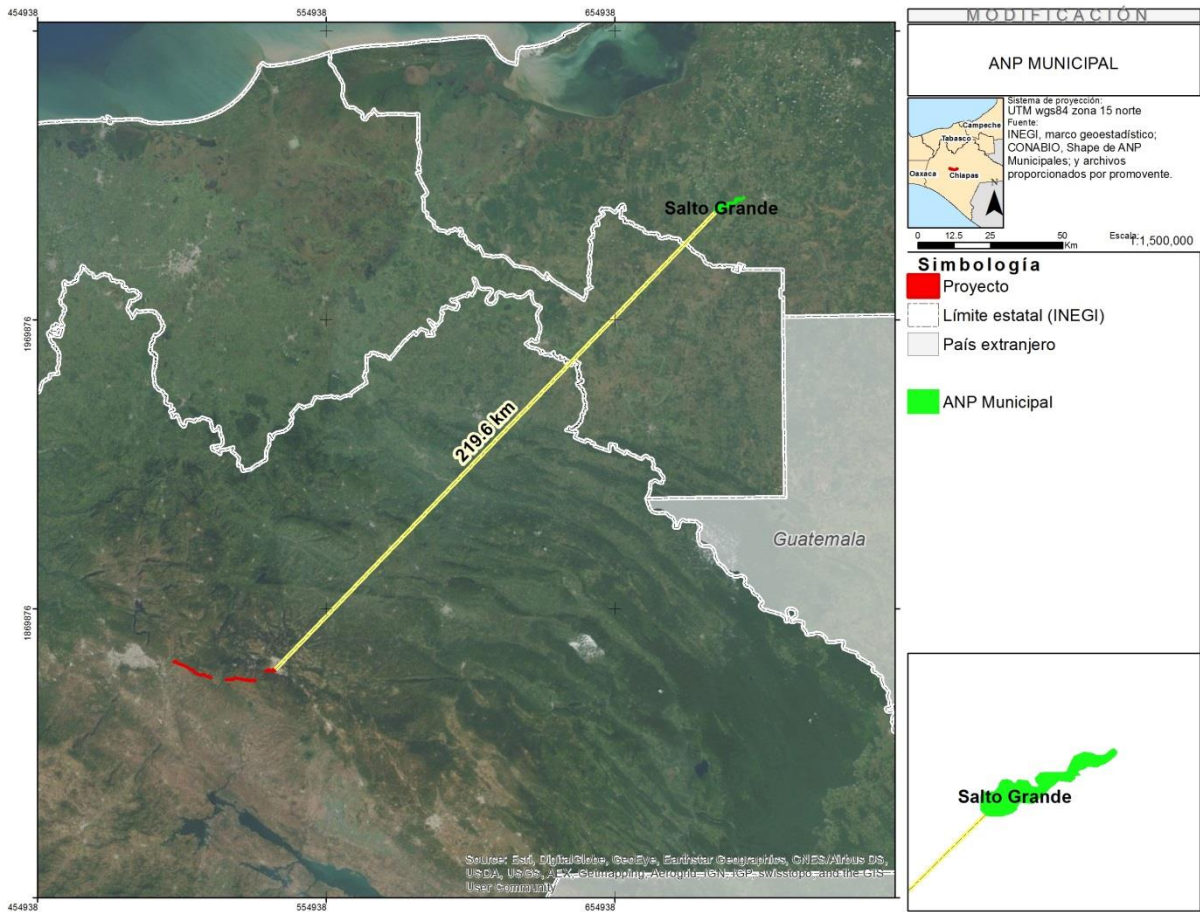 454938
554938
654938
MODIFICACIÓN
ANP MUNICIPAL
Sistema de proyección:
UTM wgs84 zona 15 norte
Fuente:
INEGI, marco geoestadístico;
CONABIO, Shape de ANP
Municipales; y archivos
proporcionados por promovente.
Campeche
Tabasco
Oaxaca
Chiapas
N
0 12.5 25 50
Km
Escala:
1:1,500,000
Simbología
Proyecto
Límite estatal (INEGI)
País extranjero
ANP Municipal
Salto Grande
1969876
219.6 km
Guatemala
1869876
Salto Grande
Source: Esri, DigitalGlobe, GeoEye, Earthstar Geographics, CNES/Airbus DS,
USDA, USGS, AEX, Getmapping, Aerogrid, IGN, IGP, swisstopo, and the GIS
User Community
454938
554938
654938